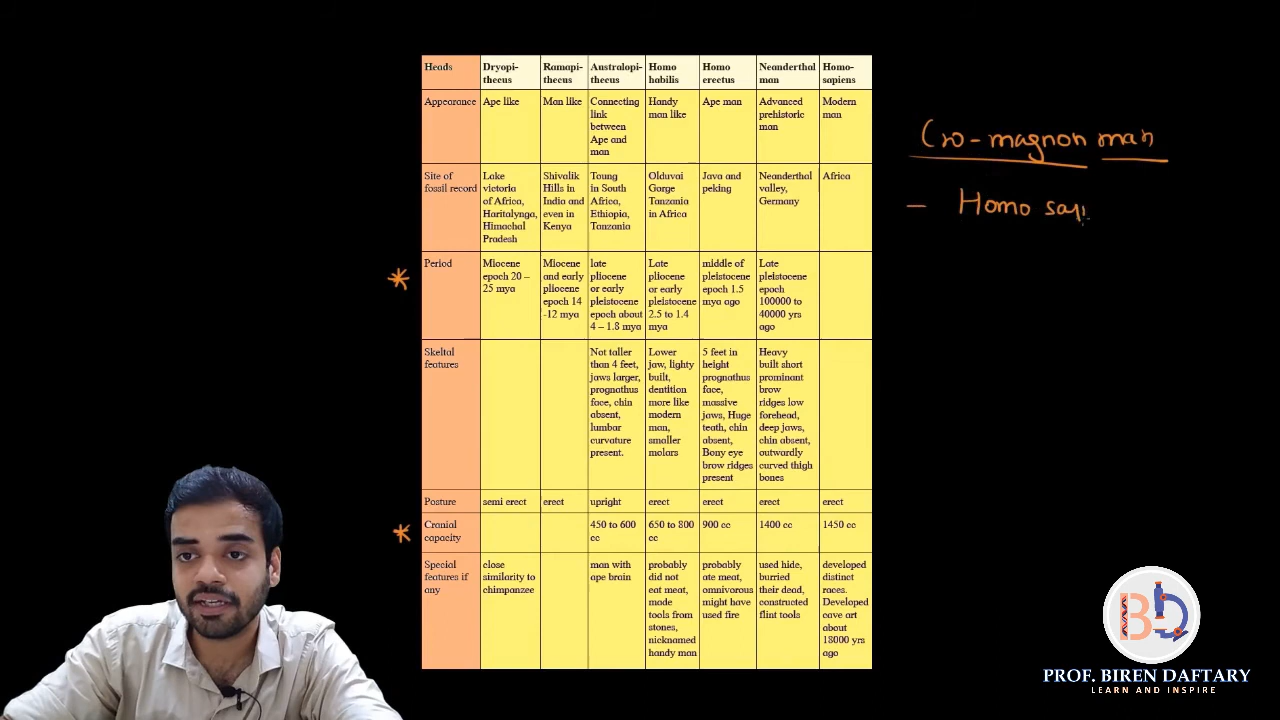 Heads Dryopi-thecus Ramapi-thecus Australopi-thecus Homo habilis Homo erectus Neanderthal man Homo-sapiens
Appearance Ape like Man like Connecting link between Ape and man Handy man like Ape man Advanced prehistoric man Modern man
Site of fossil record Lake victoria of Africa, Haritalynga, Himachal Pradesh Shivalik Hills in India and even in Kenya Toung in South Africa, Ethiopia, Tanzania Olduvai Gorge Tanzania in Africa Java and peking Neanderthal valley, Germany Africa
Period Miocene epoch 20 – 25 mya Miocene and early pliocene epoch 14 -12 mya late pliocene or early pleistocene epoch about 4 – 1.8 mya Late pliocene or early pleistocene 2.5 to 1.4 mya middle of pleistocene epoch 1.5 mya ago Late pleistocene epoch 100000 to 40000 yrs ago
Skeltal features Not taller than 4 feet, jaws larger, prognathus face, chin absent, lumbar curvature present. Lower jaw, lighty built, dentition more like modern man, smaller molars 5 feet in height prognathus face, massive jaws, Huge teath, chin absent, Bony eye brow ridges present Heavy built short prominant brow ridges low forehead, deep jaws, chin absent, outwardly curved thigh bones
Posture semi erect erect upright erect erect erect erect
Cranial capacity 450 to 600 cc 650 to 800 cc 900 cc 1400 cc 1450 cc
Special features if any close similarity to chimpanzee man with ape brain probably did not eat meat, made tools from stones, nicknamed handy man probably ate meat, omnivorous might have used fire used hide, burried their dead, constructed flint tools developed distinct races. Developed cave art about 18000 yrs ago
Cro-magnon man
– Homo sapi
BD
PROF. BIREN DAFTARY
LEARN AND INSPIRE